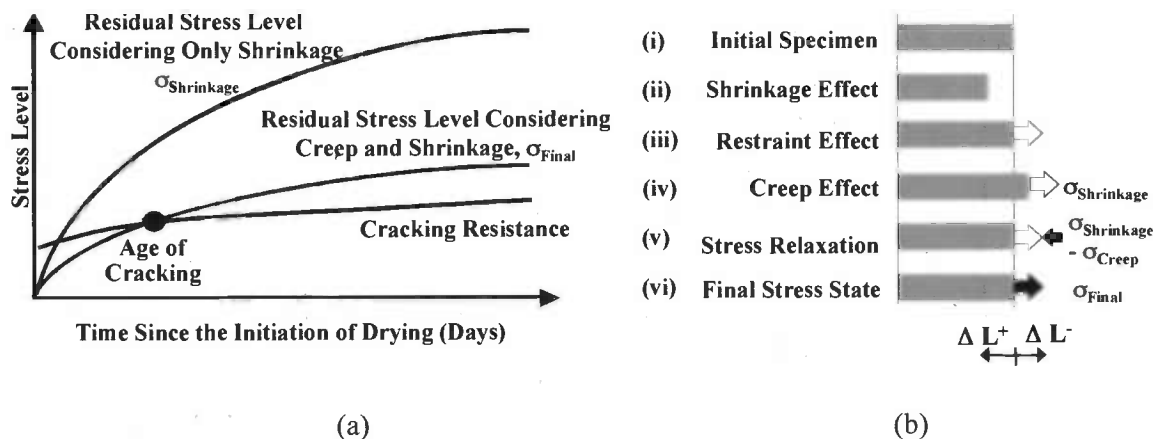 Residual Stress Level
Considering Only Shrinkage
σShrinkage
Residual Stress Level Considering
Creep and Shrinkage, σFinal
Cracking Resistance
Age of
Cracking
Stress Level
Time Since the Initiation of Drying (Days)
(a)
(i) Initial Specimen
(ii) Shrinkage Effect
(iii) Restraint Effect
(iv) Creep Effect σShrinkage
(v) Stress Relaxation σShrinkage
- σCreep
(vi) Final Stress State σFinal
Δ L⁺ Δ L⁻
(b)